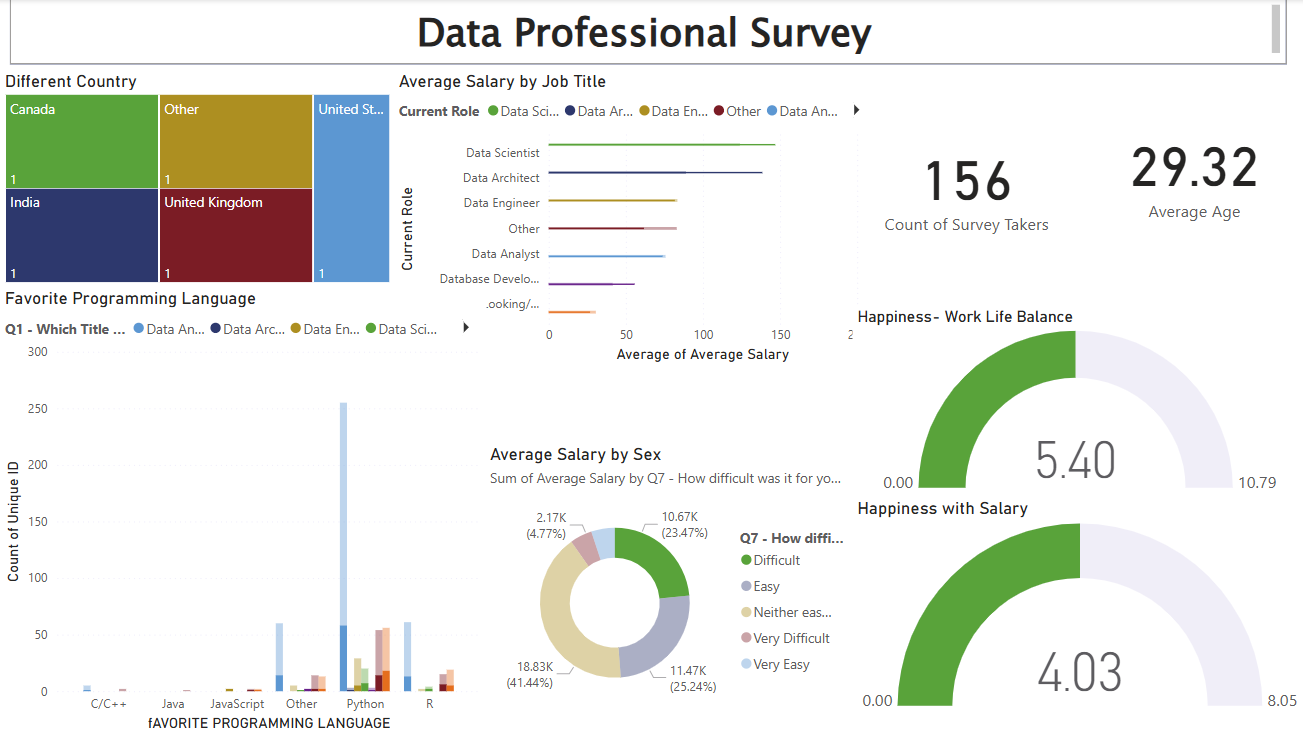 Data Professional Survey
Different Country
Canada
1
Other
1
United St...
1
India
1
United Kingdom
1
Average Salary by Job Title
Current Role Data Sci... Data Ar... Data En... Other Data An...
Current Role
Data Scientist
Data Architect
Data Engineer
Other
Data Analyst
Database Develo...
.ooking/...
0 50 100 150 2
Average of Average Salary
156
Count of Survey Takers
29.32
Average Age
Favorite Programming Language
Q1 - Which Title ... Data An... Data Arc... Data En... Data Sci...
Count of Unique ID
300
250
200
150
100
50
0
C/C++ Java JavaScript Other Python R
fAVORITE PROGRAMMING LANGUAGE
Average Salary by Sex
Sum of Average Salary by Q7 - How difficult was it for yo...
2.17K
(4.77%)
10.67K
(23.47%)
18.83K
(41.44%)
11.47K
(25.24%)
Q7 - How diffi...
Difficult
Easy
Neither eas...
Very Difficult
Very Easy
Happiness- Work Life Balance
5.40
0.00
10.79
Happiness with Salary
4.03
0.00
8.05